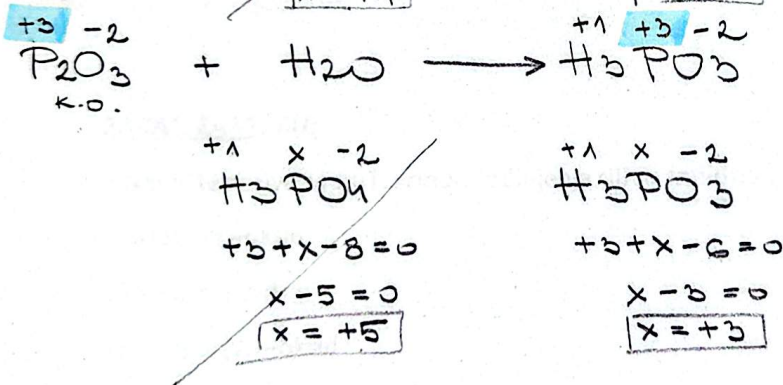 +3 -2 +1 +3 -2
P2O3 + H2O → H3PO3
K.O.
+1 x -2
H3PO4
+3+x-8=0
x-5=0
x=+5
+1 x -2
H3PO3
+3+x-6=0
x-3=0
x=+3